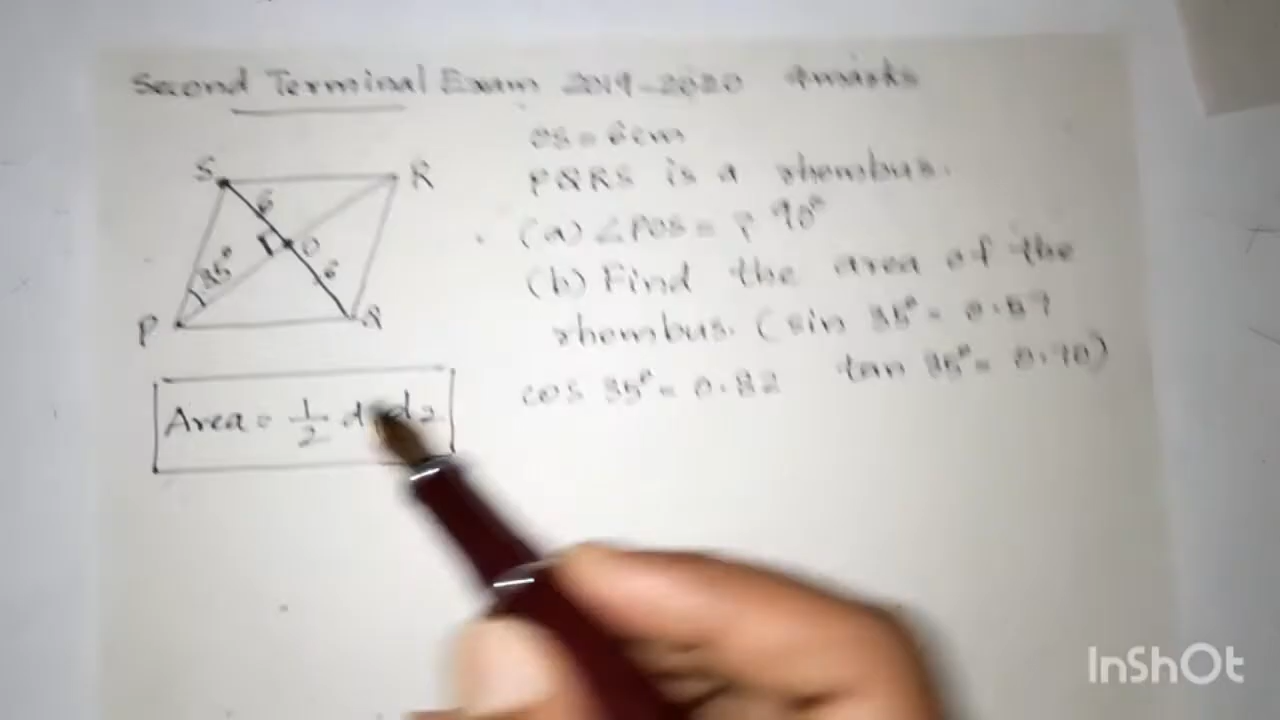 Second Terminal Exam 2019-2020 4marks
OS = 6cm
PQRS is a rhombus.
(a) ∠POS = ? 90°
(b) Find the area of the
rhombus. (sin 35° = 0.57
cos 35° = 0.82 tan 35° = 0.70)
S R
6
O
35° 6
P Q
Area = 1/2 d1d2
InShOt